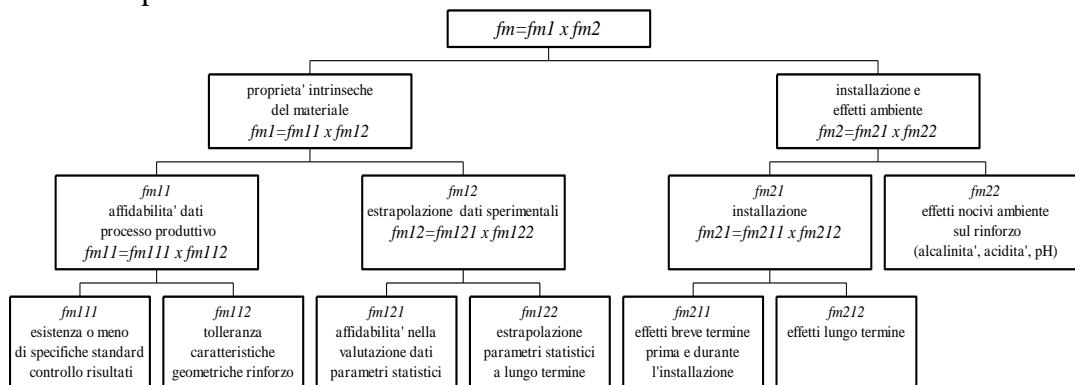 fm=fm1 x fm2
proprieta' intrinseche
del materiale
fm1=fm11 x fm12
installazione e
effetti ambiente
fm2=fm21 x fm22
fm11
affidabilita' dati
processo produttivo
fm11=fm111 x fm112
fm12
estrapolazione dati sperimentali
fm12=fm121 x fm122
fm21
installazione
fm21=fm211 x fm212
fm22
effetti nocivi ambiente
sul rinforzo
(alcalinita', acidita', pH)
fm111
esistenza o meno
di specifiche standard
controllo risultati
fm112
tolleranza
caratteristiche
geometriche rinforzo
fm121
affidabilita' nella
valutazione dati
parametri statistici
fm122
estrapolazione
parametri statistici
a lungo termine
fm211
effetti breve termine
prima e durante
l'installazione
fm212
effetti lungo termine